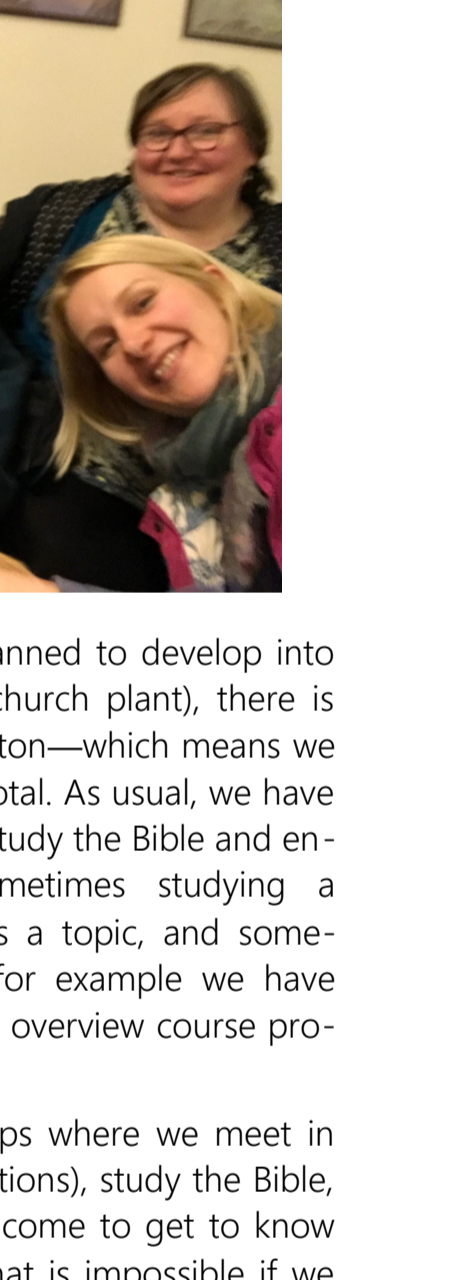 anned to develop into
church plant), there is
ton—which means we
otal. As usual, we have
tudy the Bible and en-
metimes studying a
s a topic, and some-
for example we have
overview course pro-
ps where we meet in
tions), study the Bible,
come to get to know
hat is impossible if we